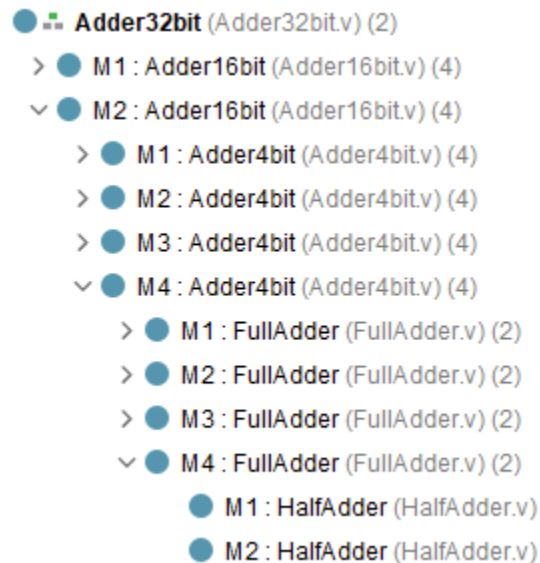 Adder32bit (Adder32bit.v) (2)
M1 : Adder16bit (Adder16bit.v) (4)
M2 : Adder16bit (Adder16bit.v) (4)
M1 : Adder4bit (Adder4bit.v) (4)
M2 : Adder4bit (Adder4bit.v) (4)
M3 : Adder4bit (Adder4bit.v) (4)
M4 : Adder4bit (Adder4bit.v) (4)
M1 : FullAdder (FullAdder.v) (2)
M2 : FullAdder (FullAdder.v) (2)
M3 : FullAdder (FullAdder.v) (2)
M4 : FullAdder (FullAdder.v) (2)
M1 : HalfAdder (HalfAdder.v)
M2 : HalfAdder (HalfAdder.v)